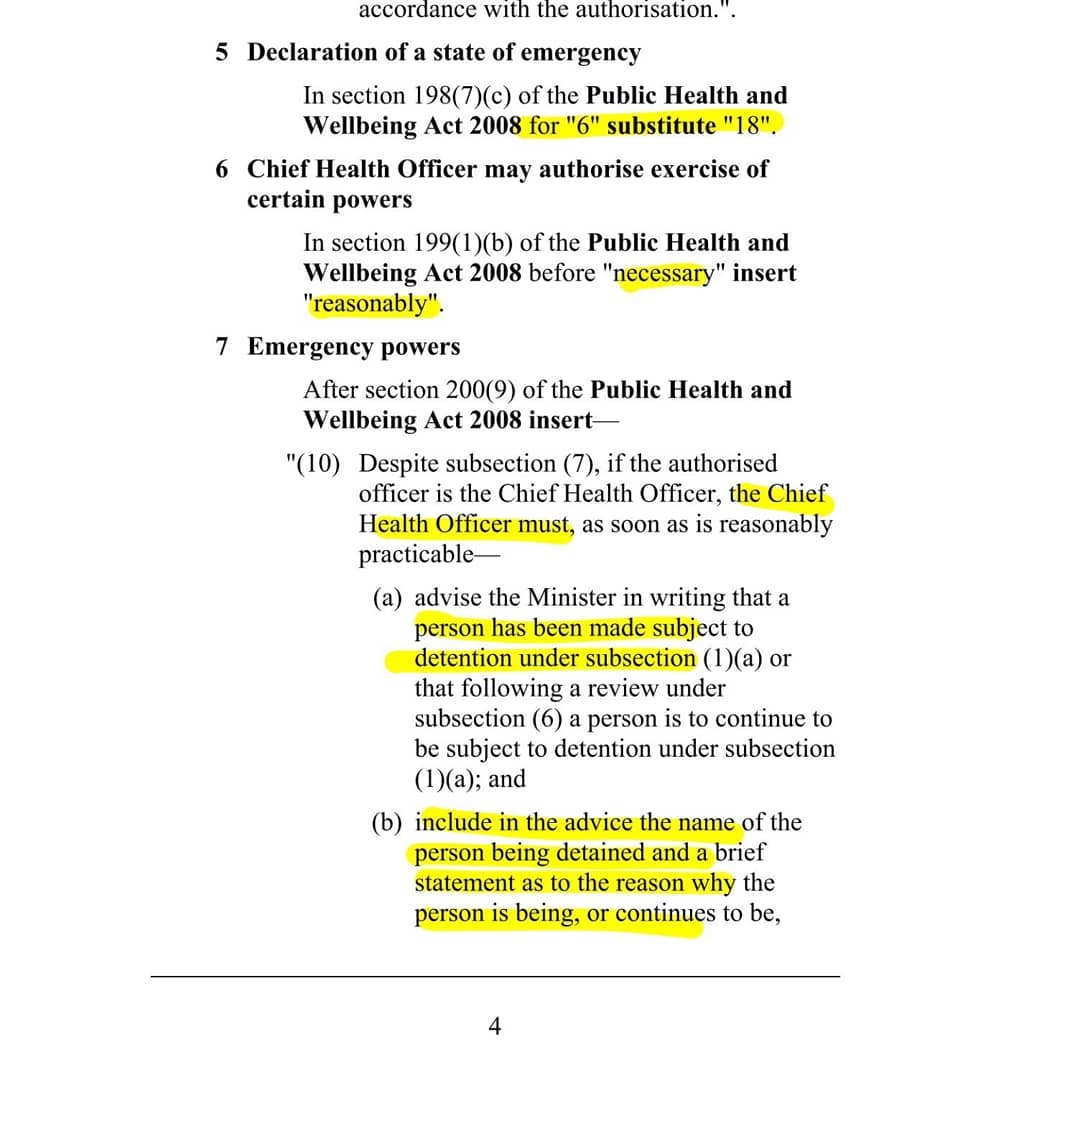 accordance with the authorisation.".
5 Declaration of a state of emergency
In section 198(7)(c) of the Public Health and
Wellbeing Act 2008 for "6" substitute "18".
6 Chief Health Officer may authorise exercise of
certain powers
In section 199(1)(b) of the Public Health and
Wellbeing Act 2008 before "necessary" insert
"reasonably".
7 Emergency powers
After section 200(9) of the Public Health and
Wellbeing Act 2008 insert—
"(10) Despite subsection (7), if the authorised
officer is the Chief Health Officer, the Chief
Health Officer must, as soon as is reasonably
practicable—
(a) advise the Minister in writing that a
person has been made subject to
detention under subsection (1)(a) or
that following a review under
subsection (6) a person is to continue to
be subject to detention under subsection
(1)(a); and
(b) include in the advice the name of the
person being detained and a brief
statement as to the reason why the
person is being, or continues to be,
4